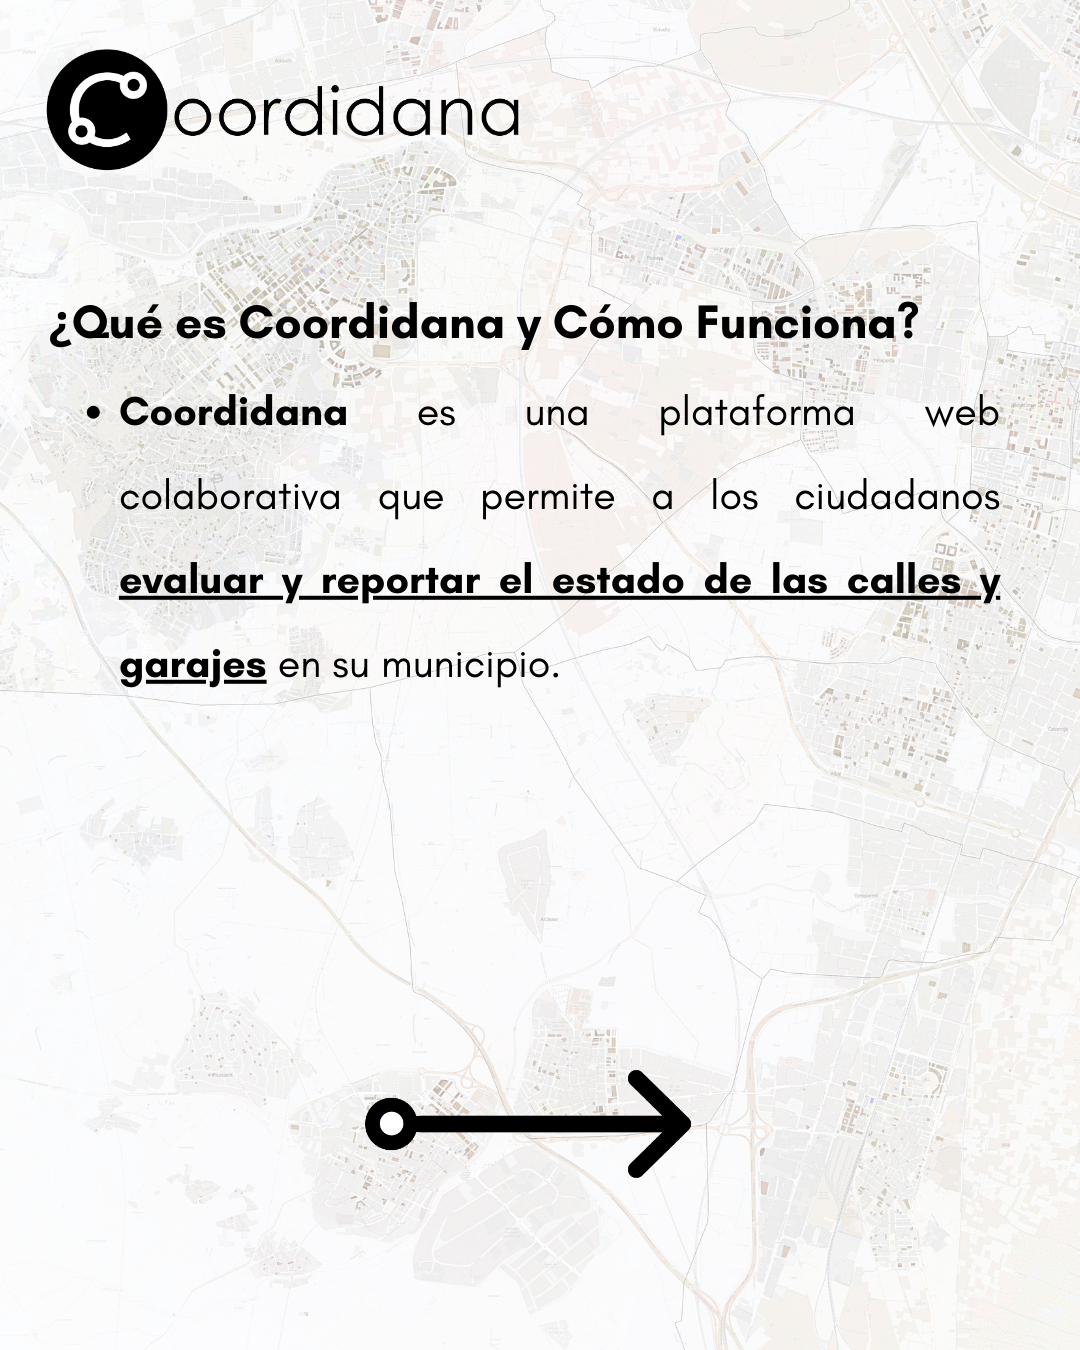 Coordidana
¿Qué es Coordidana y Cómo Funciona?
• Coordidana es una plataforma web
colaborativa que permite a los ciudadanos
evaluar y reportar el estado de las calles y
garajes en su municipio.